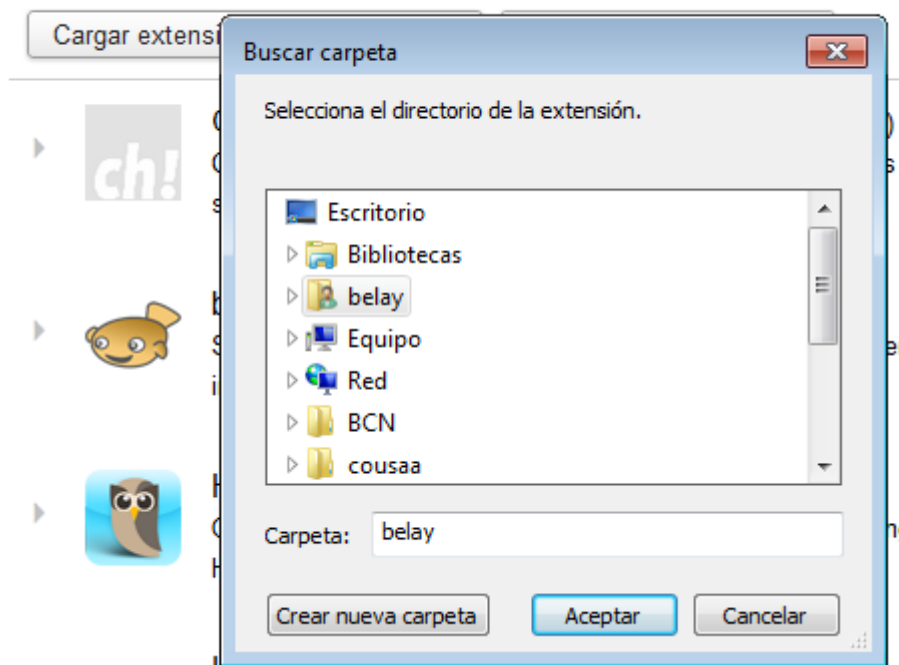 Cargar extensi
Buscar carpeta
Selecciona el directorio de la extensión.
ch!
Escritorio
Bibliotecas
belay
Equipo
Red
BCN
cousaa
Carpeta: belay
Crear nueva carpeta Aceptar Cancelar